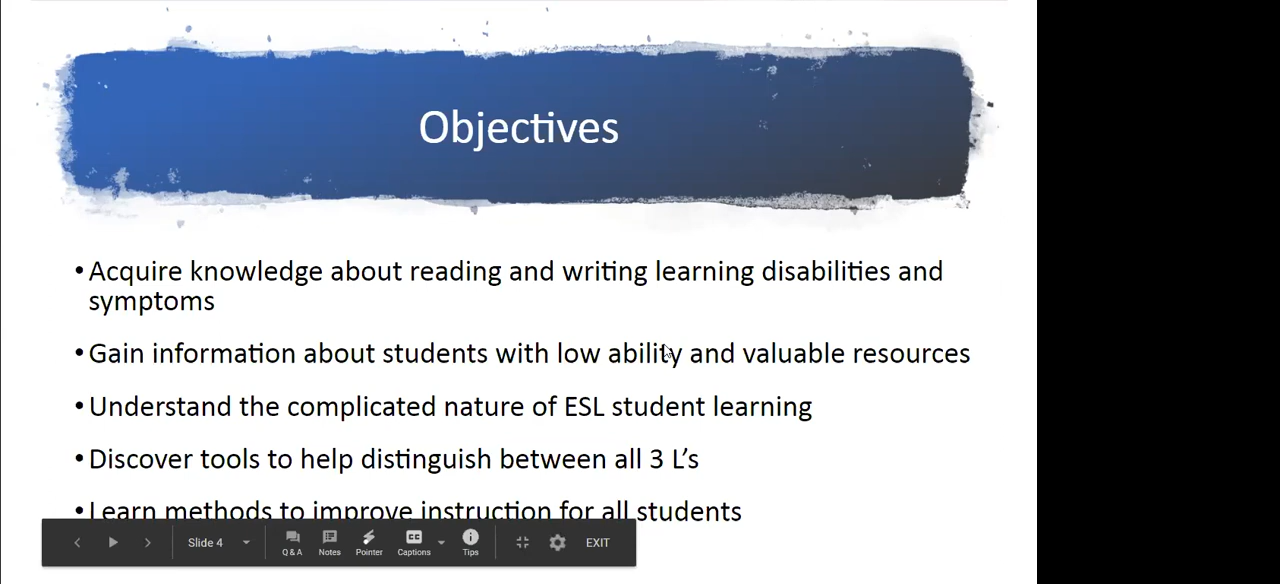 Objectives
•Acquire knowledge about reading and writing learning disabilities and
symptoms
•Gain information about students with low ability and valuable resources
•Understand the complicated nature of ESL student learning
•Discover tools to help distinguish between all 3 L’s
•Learn methods to improve instruction for all students
Slide 4
Q & A Notes Pointer CC Captions Tips EXIT